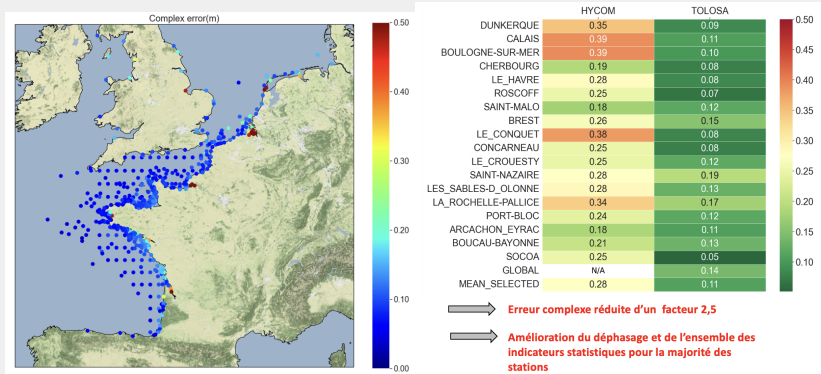 Complex error(m)
0.50
0.40
0.30
0.20
0.10
0.00
HYCOM TOLOSA
DUNKERQUE 0.35 0.09
CALAIS 0.39 0.11
BOULOGNE-SUR-MER 0.39 0.10
CHERBOURG 0.19 0.08
LE_HAVRE 0.28 0.08
ROSCOFF 0.25 0.07
SAINT-MALO 0.18 0.12
BREST 0.26 0.15
LE_CONQUET 0.38 0.08
CONCARNEAU 0.25 0.08
LE_CROUESTY 0.25 0.12
SAINT-NAZAIRE 0.28 0.19
LES_SABLES-D_OLONNE 0.28 0.13
LA_ROCHELLE-PALLICE 0.34 0.17
PORT-BLOC 0.24 0.12
ARCACHON_EYRAC 0.18 0.11
BOUCAU-BAYONNE 0.21 0.13
SOCOA 0.25 0.05
GLOBAL N/A 0.14
MEAN_SELECTED 0.28 0.11
0.50
0.45
0.40
0.35
0.30
0.25
0.20
0.15
0.10
Erreur complexe réduite d'un facteur 2,5
Amélioration du déphasage et de l'ensemble des
indicateurs statistiques pour la majorité des
stations